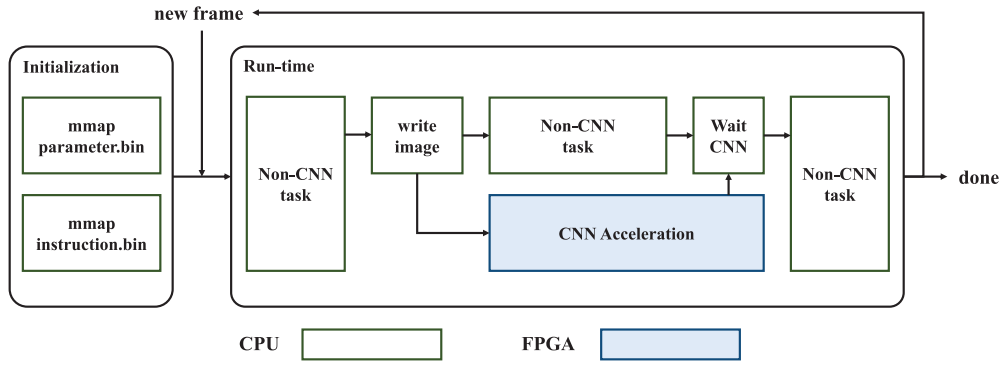 new frame
Initialization
mmap
parameter.bin
mmap
instruction.bin
Run-time
Non-CNN
task
write
image
Non-CNN
task
Wait
CNN
CNN Acceleration
Non-CNN
task
done
CPU
FPGA